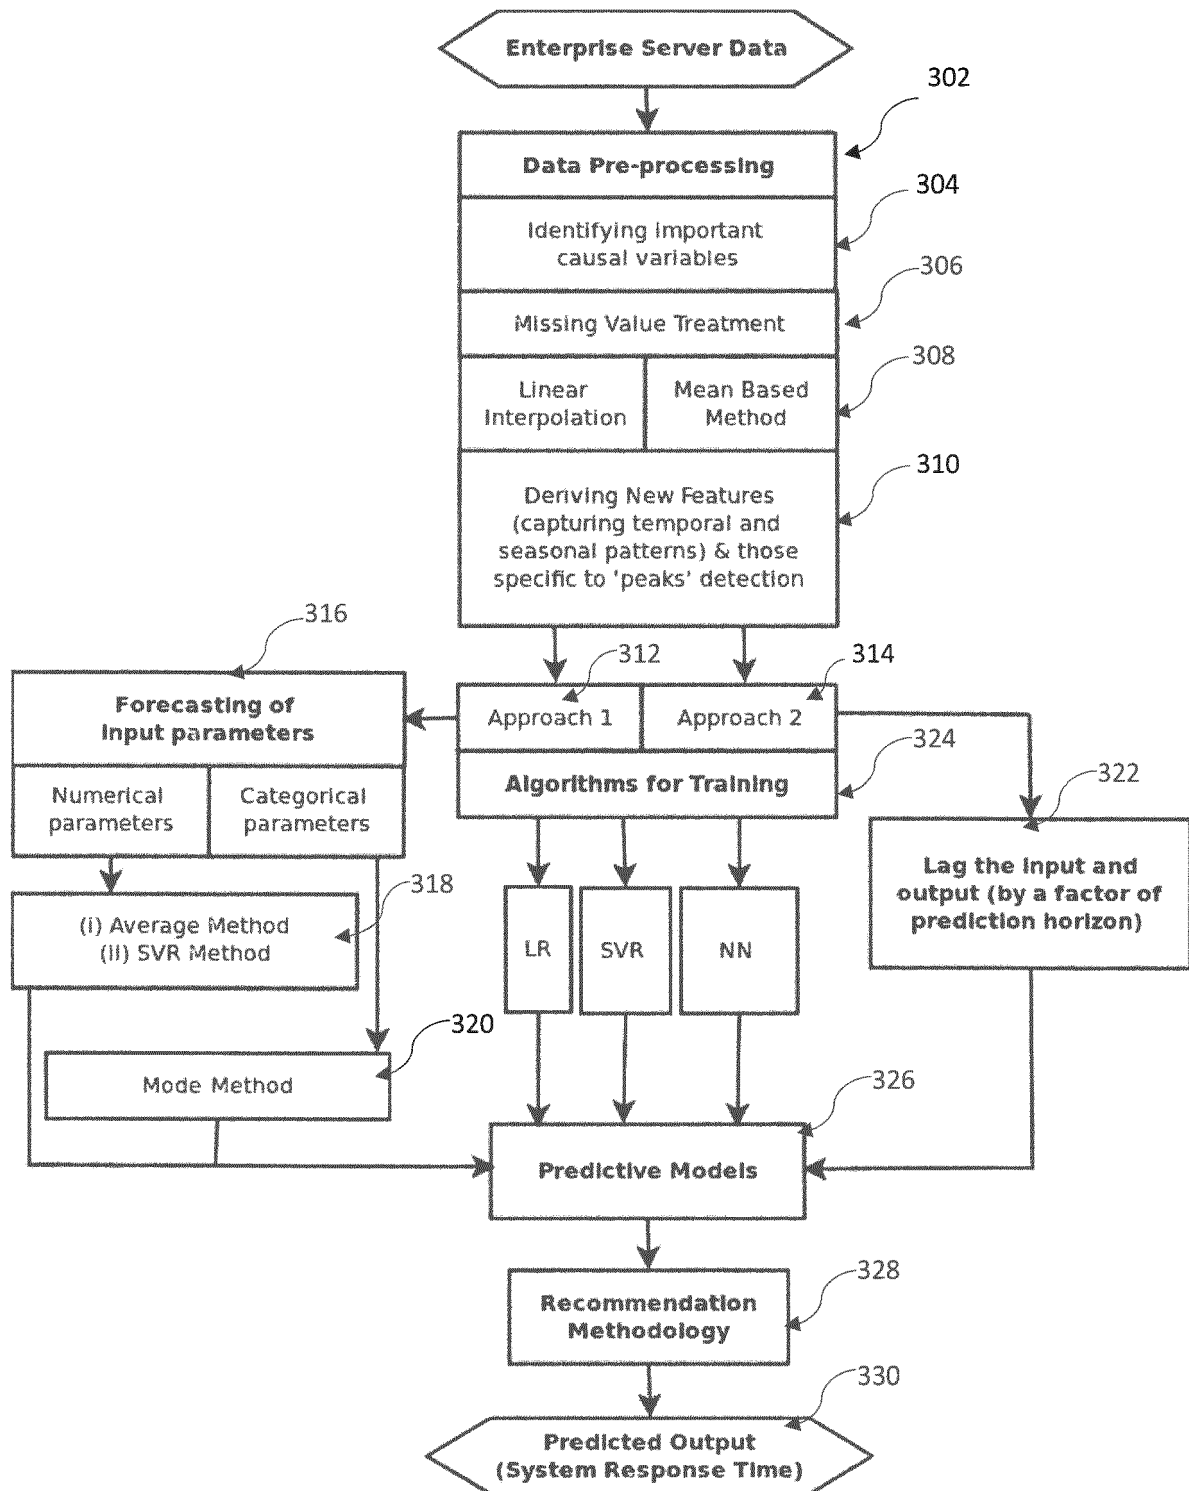 Enterprise Server Data
302
Data Pre-processing
304
Identifying important
causal variables
306
Missing Value Treatment
308
Linear
Interpolation
Mean Based
Method
310
Deriving New Features
(capturing temporal and
seasonal patterns) & those
specific to 'peaks' detection
316
312
314
Forecasting of
Input parameters
Approach 1
Approach 2
324
Algorithms for Training
322
Numerical
parameters
Categorical
parameters
Lag the input and
output (by a factor of
prediction horizon)
318
(i) Average Method
(ii) SVR Method
LR
SVR
NN
320
Mode Method
326
Predictive Models
328
Recommendation
Methodology
330
Predicted Output
(System Response Time)